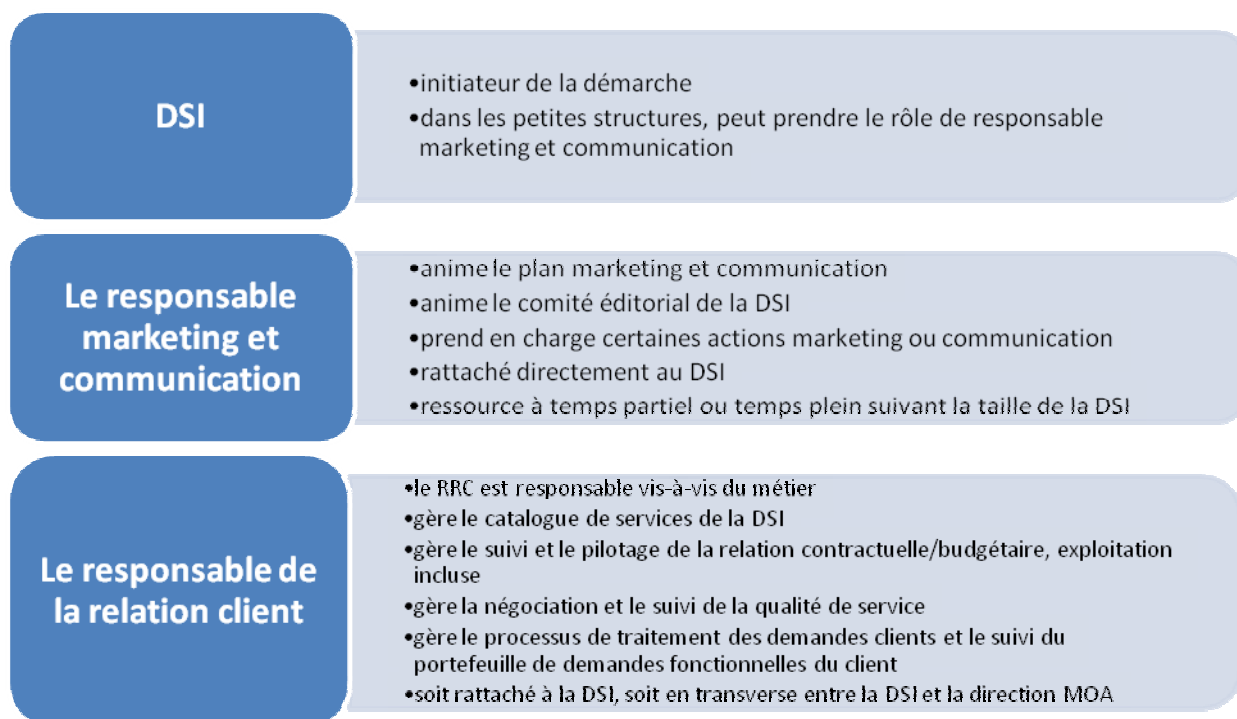 DSI
•initiateur de la démarche
•dans les petites structures, peut prendre le rôle de responsable
marketing et communication
Le responsable
marketing et
communication
•anime le plan marketing et communication
•anime le comité éditorial de la DSI
•prend en charge certaines actions marketing ou communication
•rattaché directement au DSI
•ressource à temps partiel ou temps plein suivant la taille de la DSI
Le responsable de
la relation client
•le RRC est responsable vis-à-vis du métier
•gère le catalogue de services de la DSI
•gère le suivi et le pilotage de la relation contractuelle/budgétaire, exploitation
incluse
•gère la négociation et le suivi de la qualité de service
•gère le processus de traitement des demandes clients et le suivi du
portefeuille de demandes fonctionnelles du client
•soit rattaché à la DSI, soit en transverse entre la DSI et la direction MOA